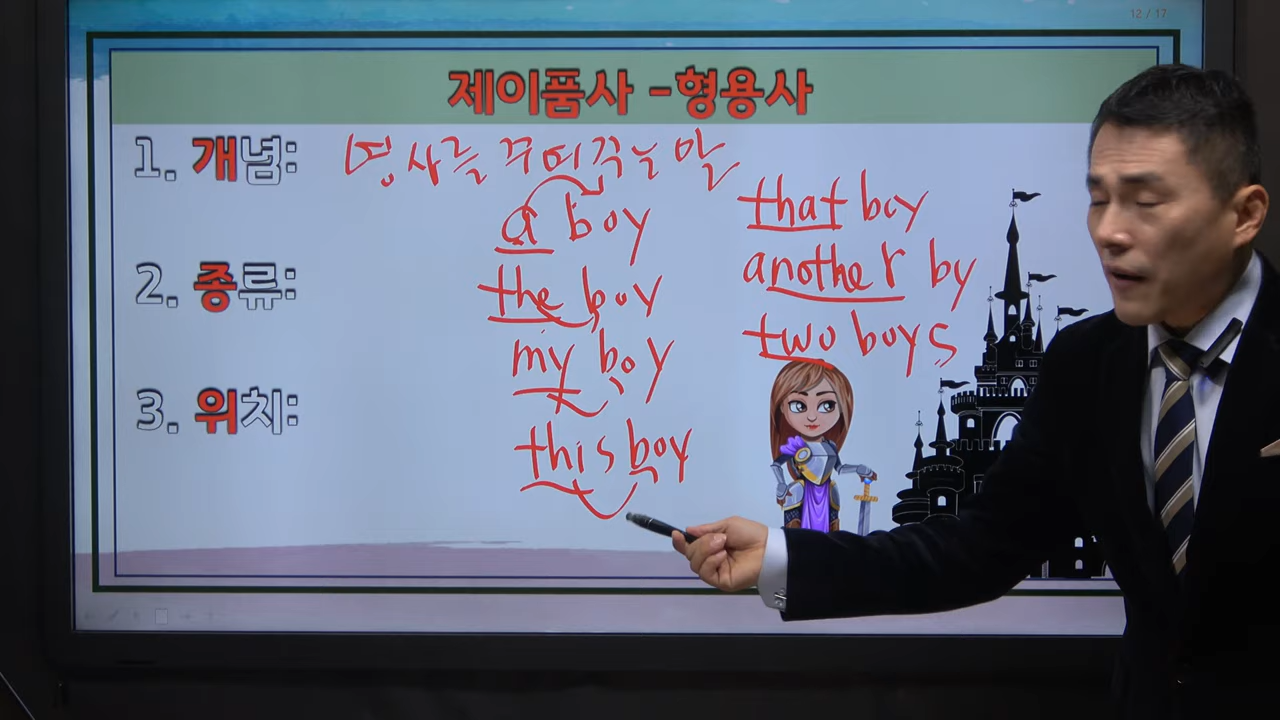 12 / 17
제이품사 -형용사
1. 개념: 명사를 꾸며주는 말
a boy
the boy
my boy
this boy
that boy
another by
two boys
2. 종류:
3. 위치: